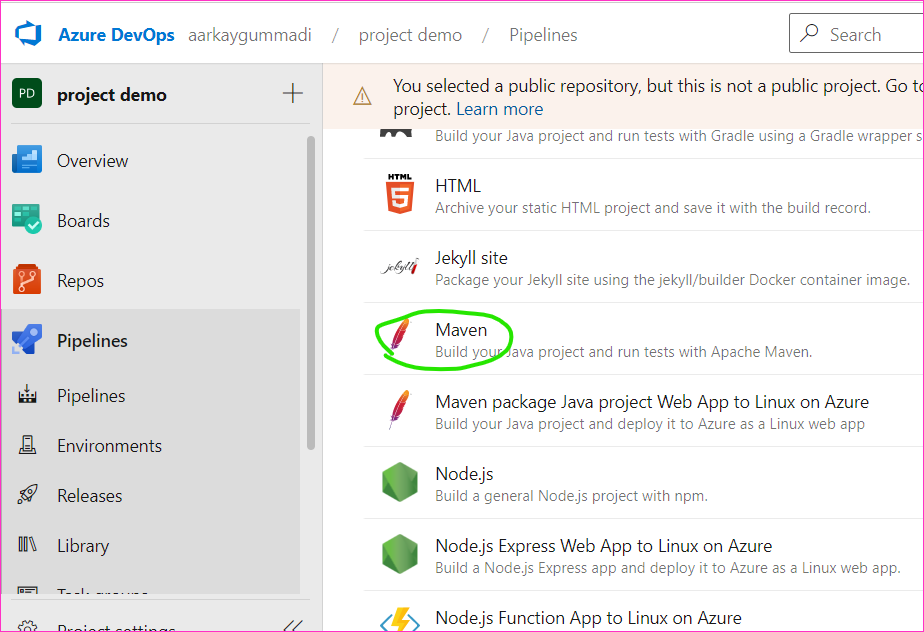 Azure DevOps aarkaygummadi / project demo / Pipelines
Search
PD project demo
You selected a public repository, but this is not a public project. Go to
project. Learn more
Overview
Boards
Repos
Pipelines
Pipelines
Environments
Releases
Library
Task groups
Project settings
Build your Java project and run tests with Gradle using a Gradle wrapper s
HTML
HTML
Archive your static HTML project and save it with the build record.
jekyll
Jekyll site
Package your Jekyll site using the jekyll/builder Docker container image.
Maven
Build your Java project and run tests with Apache Maven.
Maven package Java project Web App to Linux on Azure
Build your Java project and deploy it to Azure as a Linux web app
Node.js
Build a general Node.js project with npm.
Node.js Express Web App to Linux on Azure
Build a Node.js Express app and deploy it to Azure as a Linux web app.
Node.js Function App to Linux on Azure